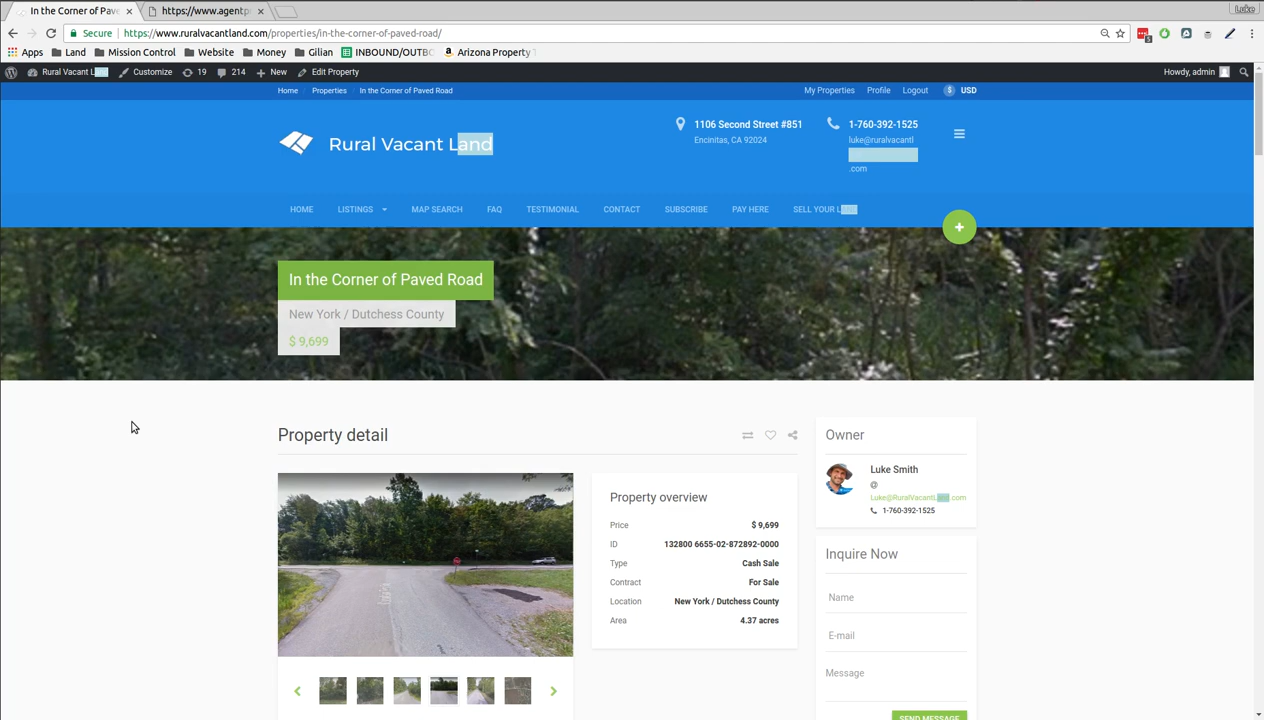 Luke
In the Corner of Pav
https://www.agentp
Secure https://www.ruralvacantland.com/properties/in-the-corner-of-paved-road/
Apps Land Mission Control Website Money Gilian INBOUND/OUTBO Arizona Property T
Rural Vacant Land Customize 19 214 New Edit Property Howdy, admin
Home / Properties / In the Corner of Paved Road My Properties Profile Logout $ USD
1106 Second Street #851 1-760-392-1525
Encinitas, CA 92024 luke@ruralvacantl
Rural Vacant Land
.com
HOME LISTINGS MAP SEARCH FAQ TESTIMONIAL CONTACT SUBSCRIBE PAY HERE SELL YOUR L
In the Corner of Paved Road
New York / Dutchess County
$ 9,699
Property detail
Owner
Luke Smith
@
Luke@RuralVacantLand.com
1-760-392-1525
Property overview
Price $ 9,699
ID 132800 6655-02-872892-0000
Type Cash Sale
Contract For Sale
Location New York / Dutchess County
Area 4.37 acres
Inquire Now
Name
E-mail
Message
SEND MESSAGE